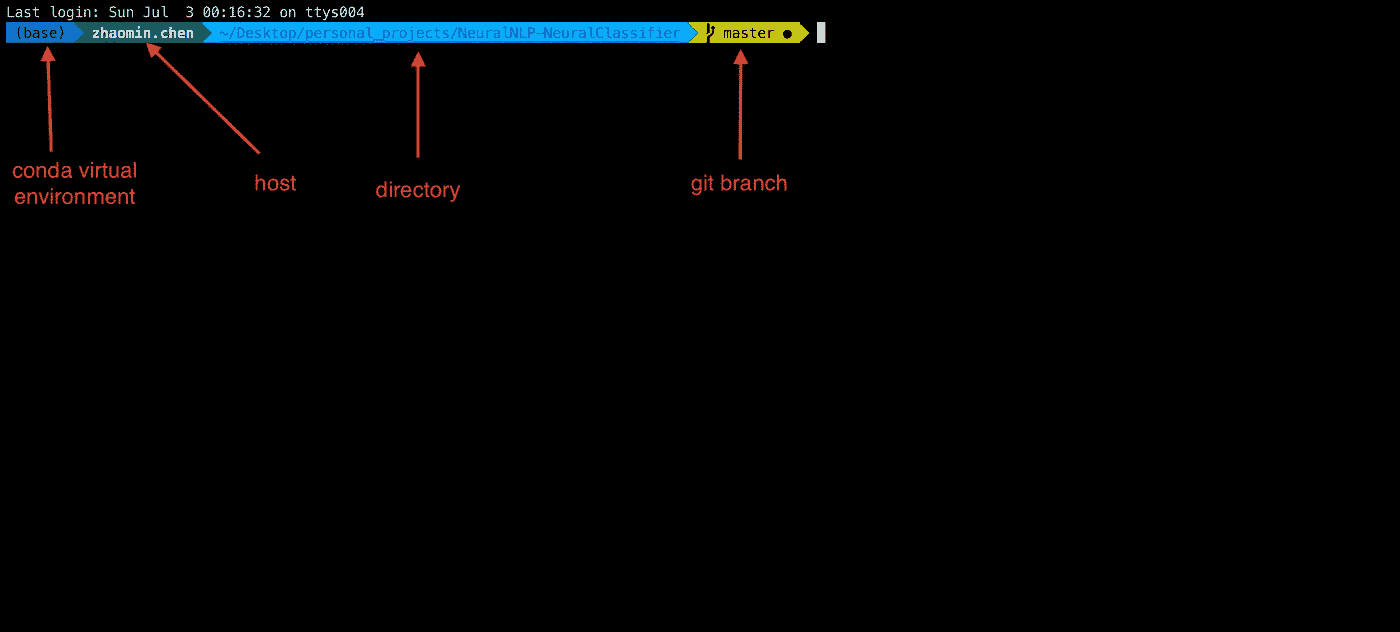 Last login: Sun Jul  3 00:16:32 on ttys004
(base) zhaomin.chen ~/Desktop/personal_projects/NeuralNLP-NeuralClassifier master ●
conda virtual
environment
host
directory
git branch